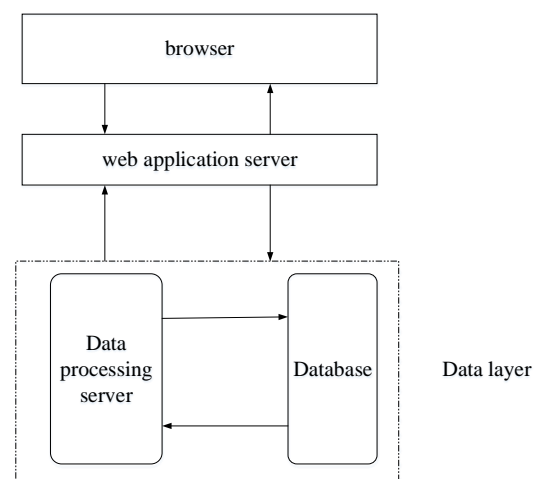 browser
web application server
Data
processing
server
Database
Data layer